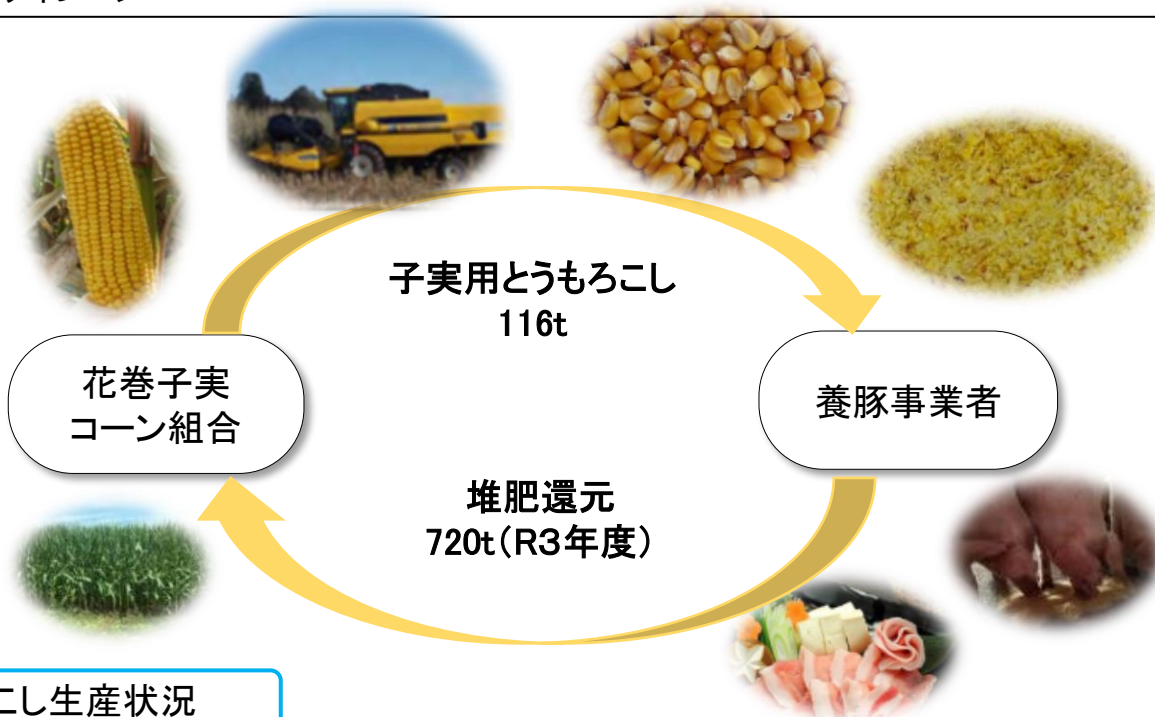 子実用とうもろこし
116t
花巻子実
コーン組合
養豚事業者
堆肥還元
720t(R3年度)
こし生産状況